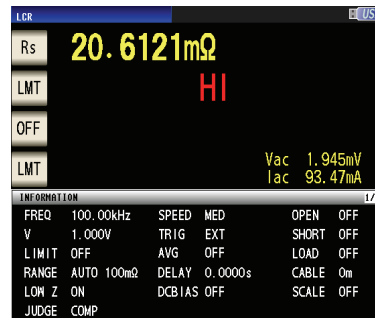 LCR US
Rs 20.6121mΩ
LMT HI
OFF
LMT
Vac 1.945mV
Iac 93.47mA
INFORMATION 1/
FREQ 100.00kHz SPEED MED OPEN OFF
V 1.000V TRIG EXT SHORT OFF
LIMIT OFF AVG OFF LOAD OFF
RANGE AUTO 100mΩ DELAY 0.0000s CABLE 0m
LOW Z ON DCBIAS OFF SCALE OFF
JUDGE COMP